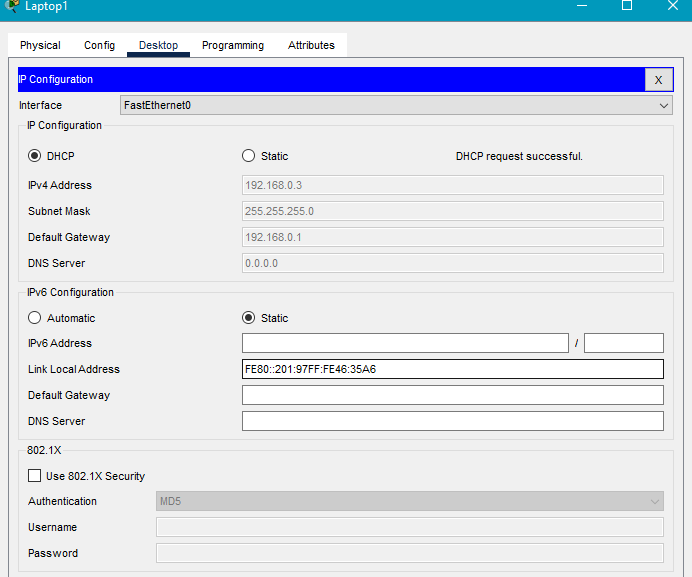 Laptop1
Physical Config Desktop Programming Attributes
IP Configuration X
Interface FastEthernet0
IP Configuration
DHCP Static DHCP request successful.
IPv4 Address 192.168.0.3
Subnet Mask 255.255.255.0
Default Gateway 192.168.0.1
DNS Server 0.0.0.0
IPv6 Configuration
Automatic Static
IPv6 Address /
Link Local Address FE80::201:97FF:FE46:35A6
Default Gateway
DNS Server
802.1X
Use 802.1X Security
Authentication MD5
Username
Password